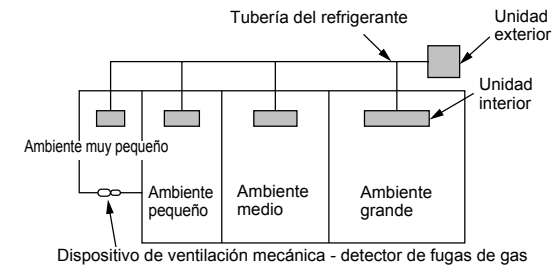 Tubería del refrigerante
Unidad
exterior
Unidad
interior
Ambiente muy pequeño
Ambiente
pequeño
Ambiente
medio
Ambiente
grande
Dispositivo de ventilación mecánica - detector de fugas de gas